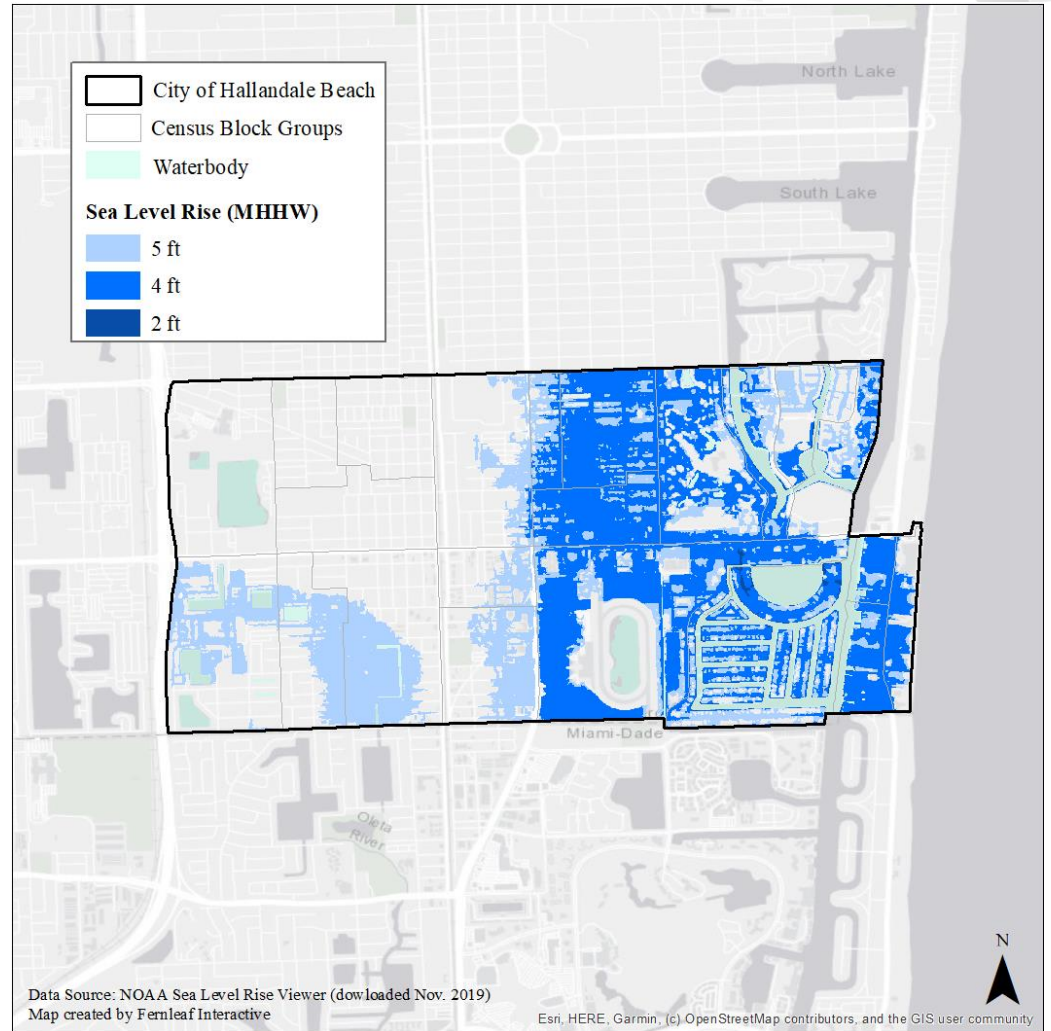 North Lake
South Lake
City of Hallandale Beach
Census Block Groups
Waterbody
Sea Level Rise (MHHW)
5 ft
4 ft
2 ft
Miami-Dade
Oleta
River
N
Data Source: NOAA Sea Level Rise Viewer (dowloaded Nov. 2019)
Map created by Fernleaf Interactive
Esri, HERE, Garmin, (c) OpenStreetMap contributors, and the GIS user community